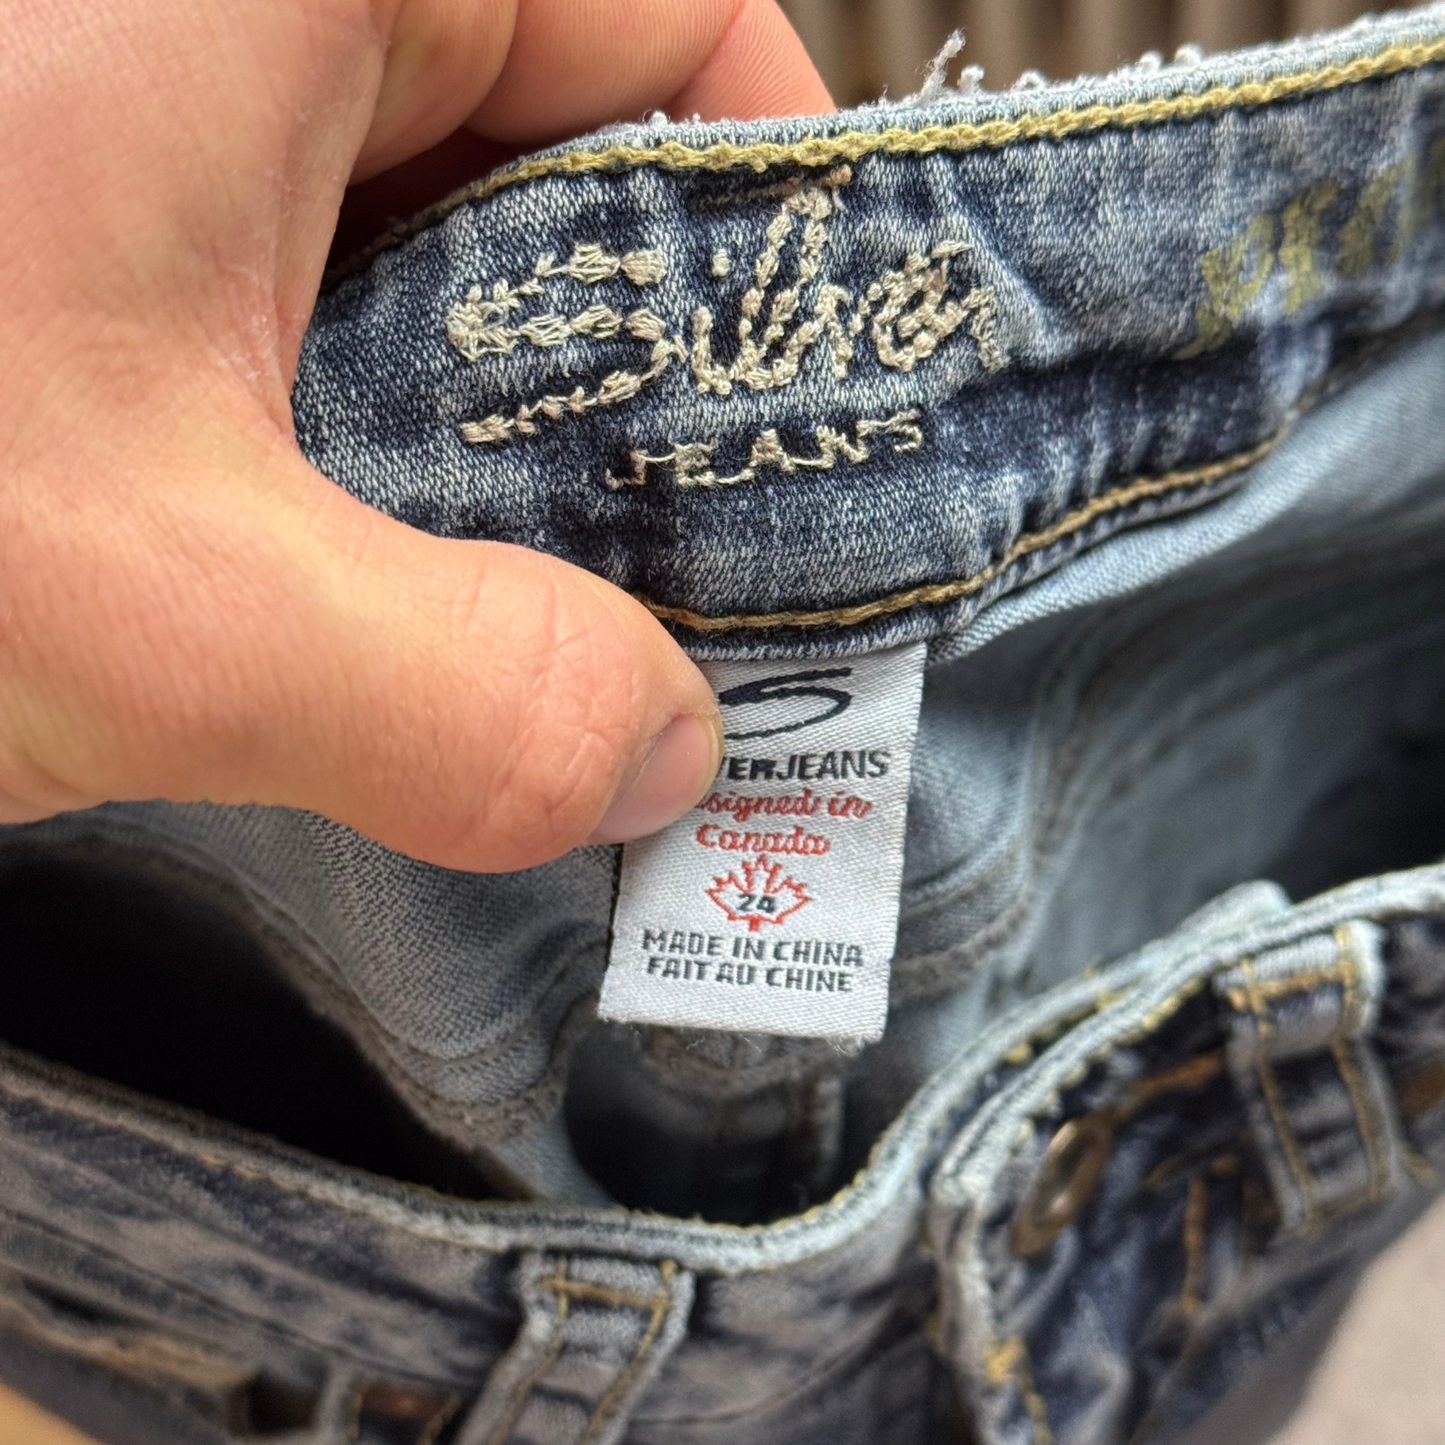 Silver
JEANS
S
VERJEANS
signed in
Canada
24
MADE IN CHINA
FAIT AU CHINE